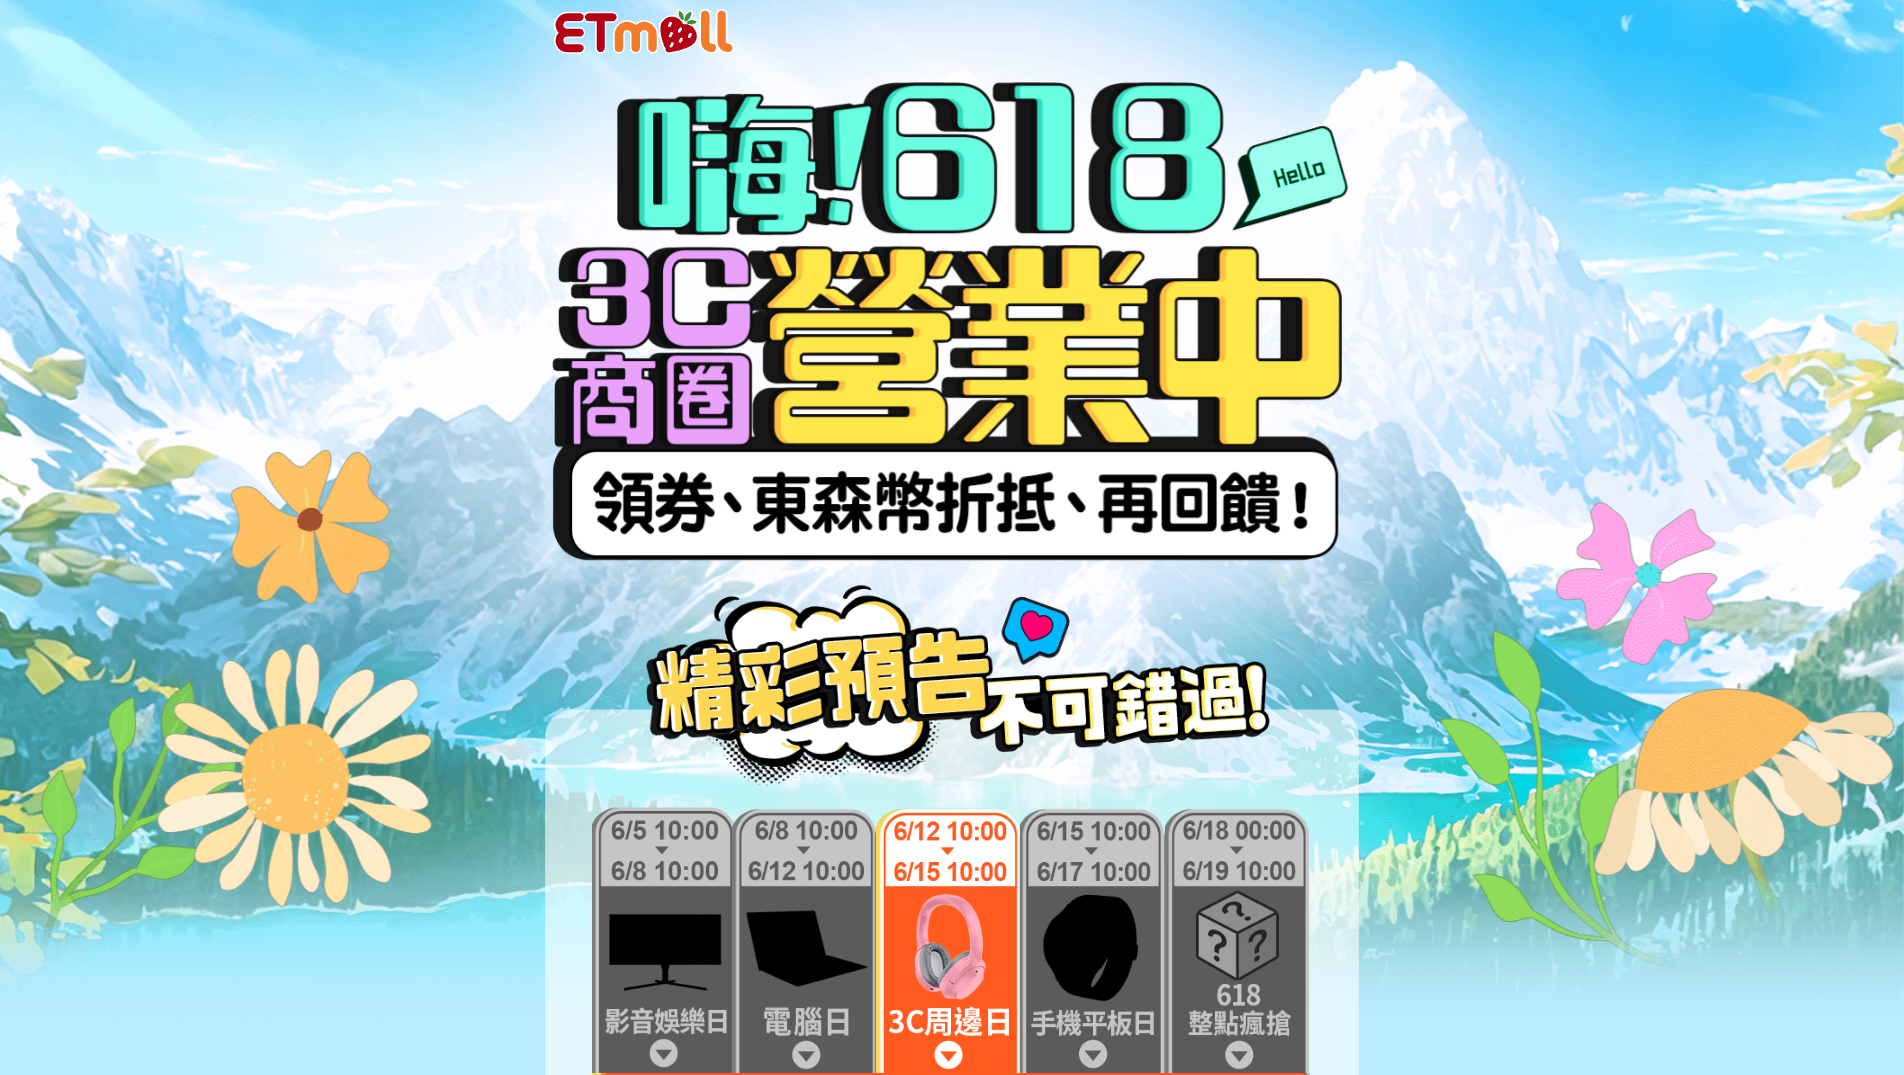 ETmall
嗨!618
Hello
3C
商圈
營業中
領券、東森幣折抵、再回饋!
精彩預告不可錯過!
6/5 10:00
6/8 10:00
影音娛樂日
6/8 10:00
6/12 10:00
電腦日
6/12 10:00
6/15 10:00
3C周邊日
6/15 10:00
6/17 10:00
手機平板日
6/18 00:00
6/19 10:00
? ? ?
618
整點瘋搶